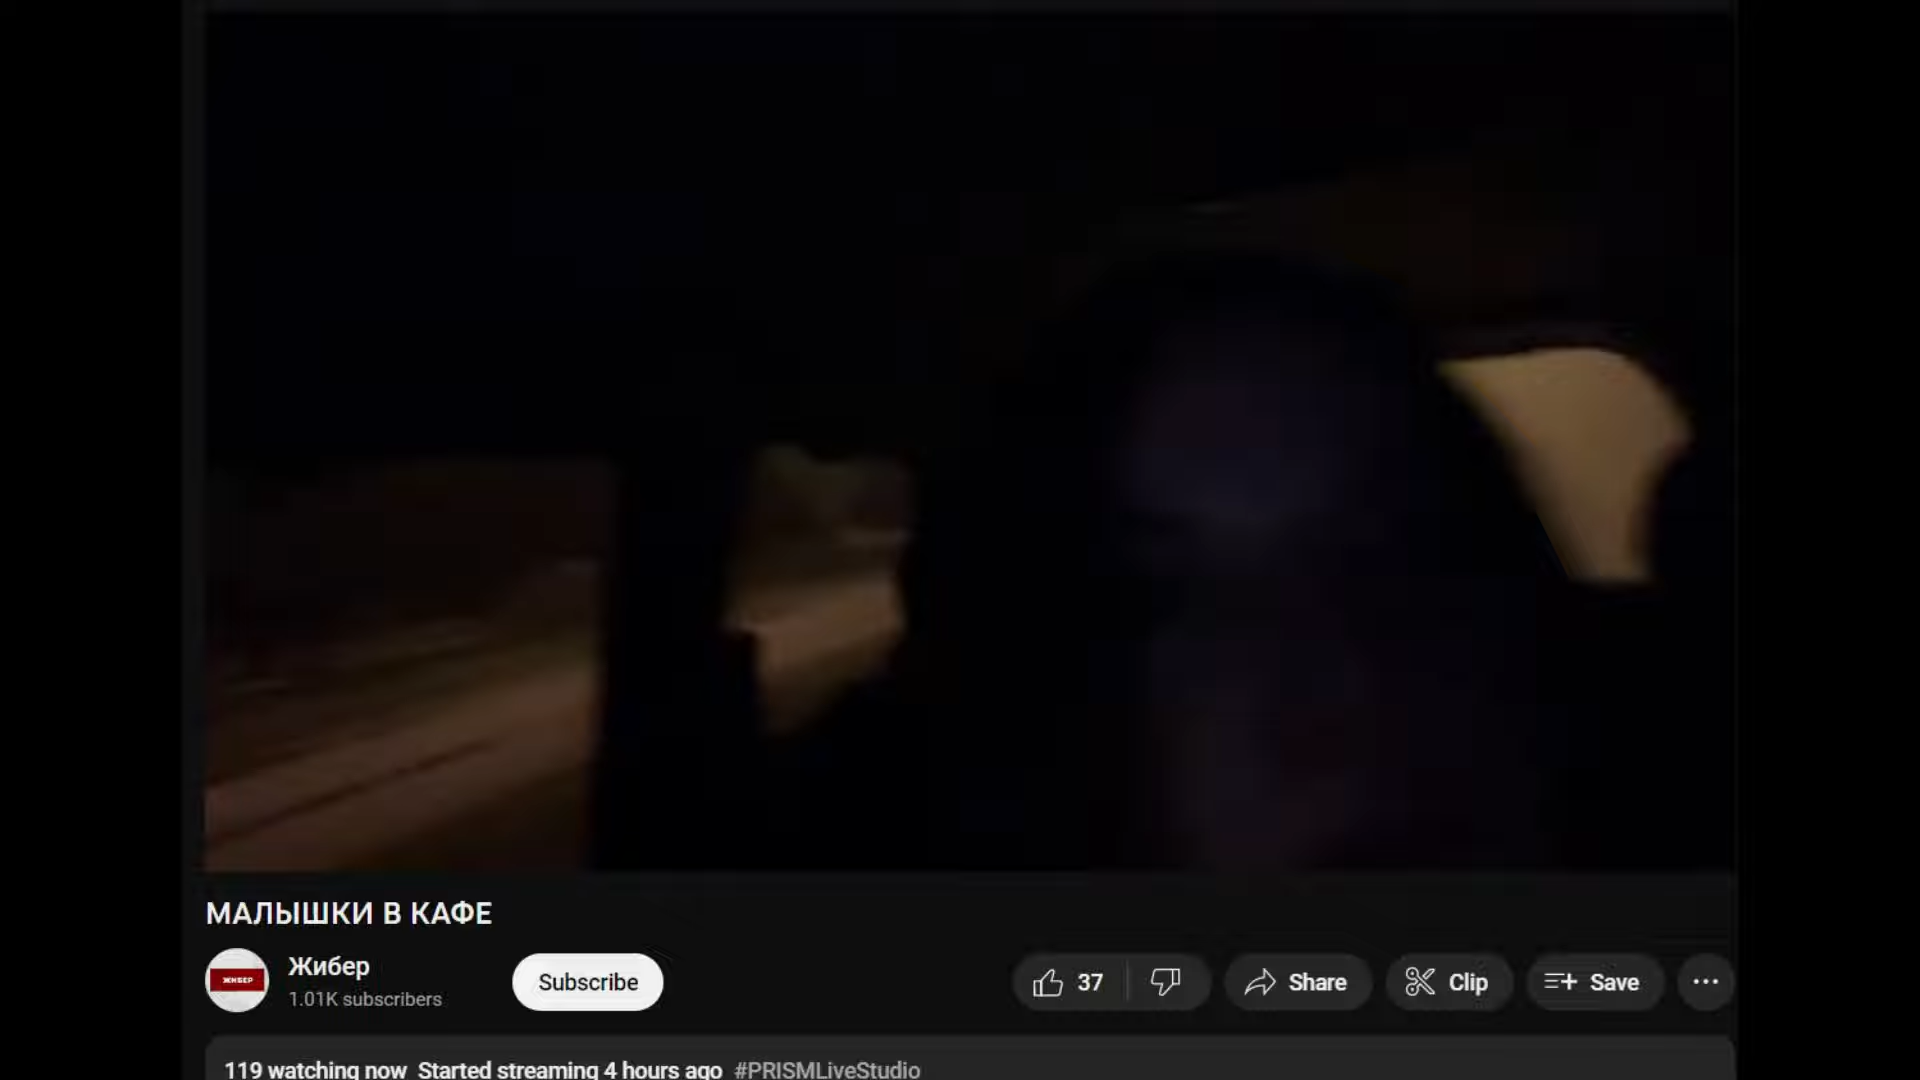 МАЛЫШКИ В КАФЕ
ЖИБЕР
Жибер
1.01K subscribers
Subscribe
37
Share
Clip
Save
119 watching now Started streaming 4 hours ago #PRISMLiveStudio